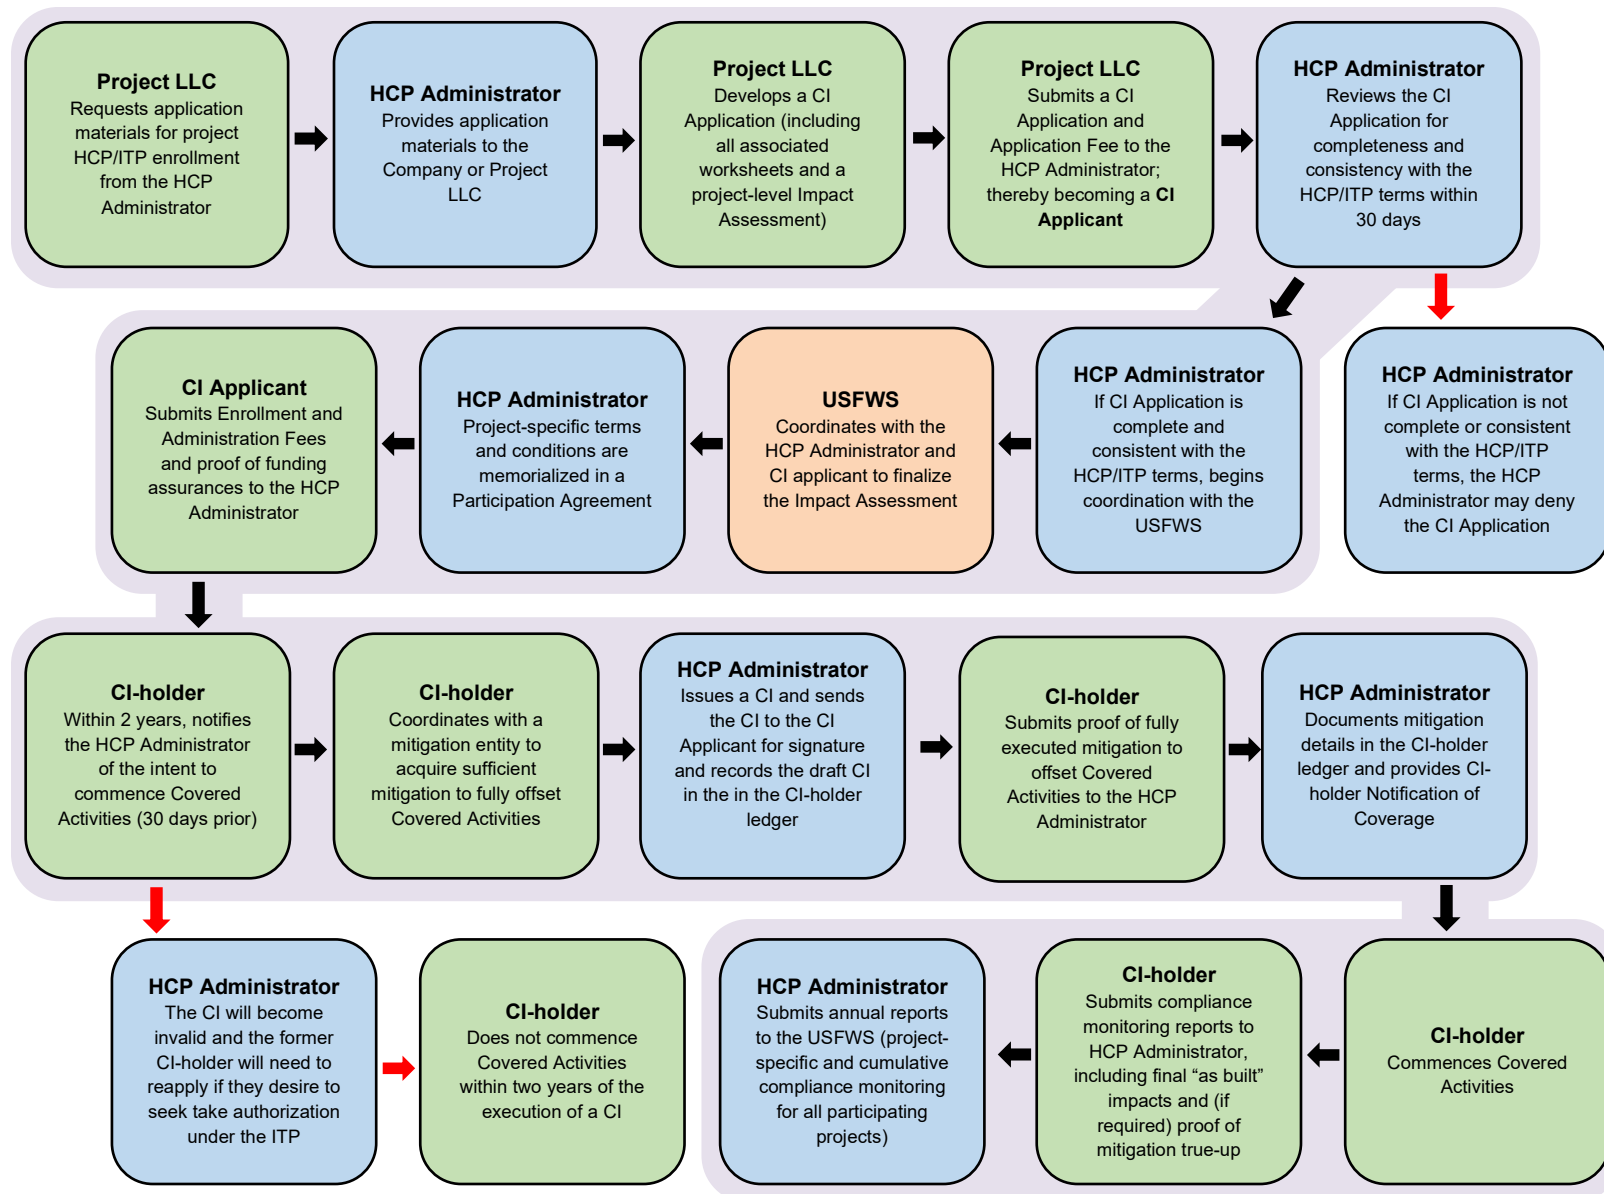 Project LLC
Requests application
materials for project
HCP/ITP enrollment
from the HCP
Administrator
HCP Administrator
Provides application
materials to the
Company or Project
LLC
Project LLC
Develops a CI
Application (including
all associated
worksheets and a
project-level Impact
Assessment)
Project LLC
Submits a CI
Application and
Application Fee to the
HCP Administrator;
thereby becoming a CI
Applicant
HCP Administrator
Reviews the CI
Application for
completeness and
consistency with the
HCP/ITP terms within
30 days
CI Applicant
Submits Enrollment and
Administration Fees
and proof of funding
assurances to the HCP
Administrator
HCP Administrator
Project-specific terms
and conditions are
memorialized in a
Participation Agreement
USFWS
Coordinates with the
HCP Administrator and
CI applicant to finalize
the Impact Assessment
HCP Administrator
If CI Application is
complete and
consistent with the
HCP/ITP terms, begins
coordination with the
USFWS
HCP Administrator
If CI Application is not
complete or consistent
with the HCP/ITP
terms, the HCP
Administrator may deny
the CI Application
CI-holder
Within 2 years, notifies
the HCP Administrator
of the intent to
commence Covered
Activities (30 days prior)
CI-holder
Coordinates with a
mitigation entity to
acquire sufficient
mitigation to fully offset
Covered Activities
HCP Administrator
Issues a CI and sends
the CI to the CI
Applicant for signature
and records the draft CI
in the in the CI-holder
ledger
CI-holder
Submits proof of fully
executed mitigation to
offset Covered
Activities to the HCP
Administrator
HCP Administrator
Documents mitigation
details in the CI-holder
ledger and provides CI-
holder Notification of
Coverage
HCP Administrator
The CI will become
invalid and the former
CI-holder will need to
reapply if they desire to
seek take authorization
under the ITP
CI-holder
Does not commence
Covered Activities
within two years of the
execution of a CI
HCP Administrator
Submits annual reports
to the USFWS (project-
specific and cumulative
compliance monitoring
for all participating
projects)
CI-holder
Submits compliance
monitoring reports to
HCP Administrator,
including final “as built”
impacts and (if
required) proof of
mitigation true-up
CI-holder
Commences Covered
Activities